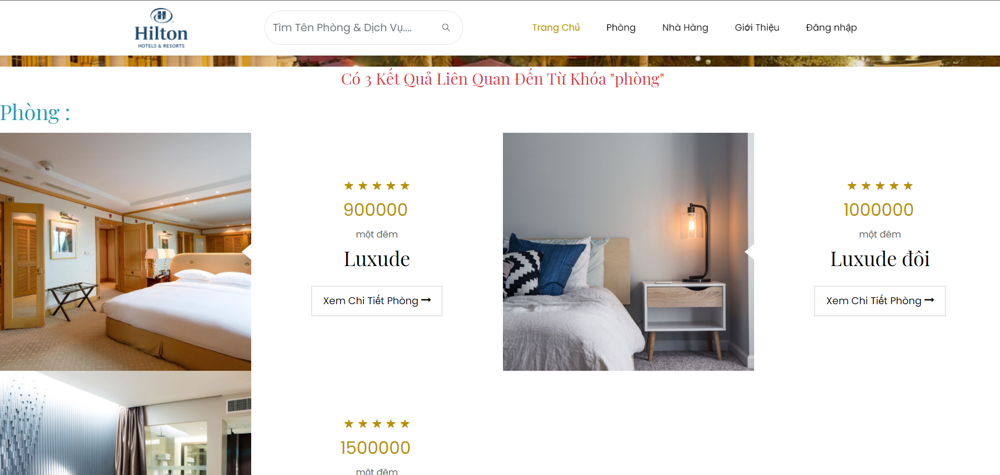 Hilton
HOTELS & RESORTS
Tìm Tên Phòng & Dịch Vụ....
Trang Chủ
Phòng
Nhà Hàng
Giới Thiệu
Đăng nhập
Có 3 Kết Quả Liên Quan Đến Từ Khóa "phòng"
Phòng :
900000
một đêm
Luxude
Xem Chi Tiết Phòng
1000000
một đêm
Luxude đôi
Xem Chi Tiết Phòng
1500000
một đêm